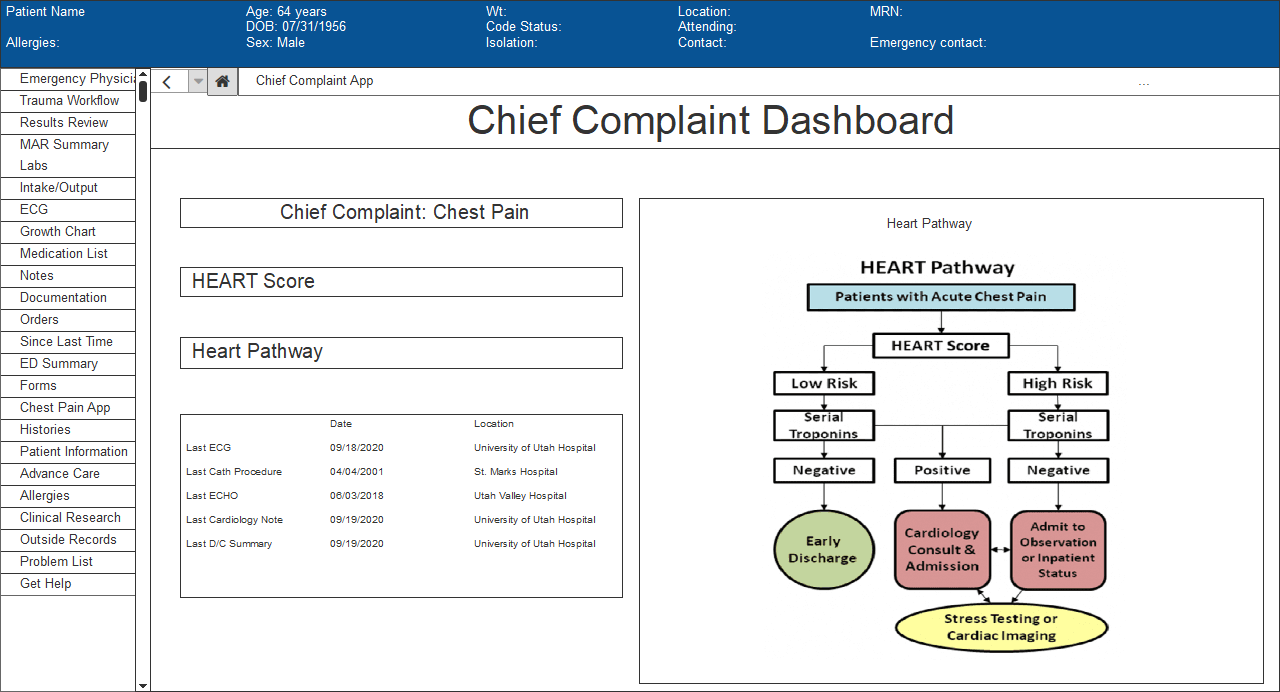 Patient Name
Age: 64 years
Wt:
Location:
MRN:
DOB: 07/31/1956
Code Status:
Attending:
Allergies:
Sex: Male
Isolation:
Contact:
Emergency contact:
Emergency Physicia
Trauma Workflow
Results Review
MAR Summary
Labs
Intake/Output
ECG
Growth Chart
Medication List
Notes
Documentation
Orders
Since Last Time
ED Summary
Forms
Chest Pain App
Histories
Patient Information
Advance Care
Allergies
Clinical Research
Outside Records
Problem List
Get Help
Chief Complaint App
...
Chief Complaint Dashboard
Chief Complaint: Chest Pain
HEART Score
Heart Pathway
Date Location
Last ECG 09/18/2020 University of Utah Hospital
Last Cath Procedure 04/04/2001 St. Marks Hospital
Last ECHO 06/03/2018 Utah Valley Hospital
Last Cardiology Note 09/19/2020 University of Utah Hospital
Last D/C Summary 09/19/2020 University of Utah Hospital
Heart Pathway
HEART Pathway
Patients with Acute Chest Pain
HEART Score
Low Risk
High Risk
Serial
Troponins
Serial
Troponins
Negative
Positive
Negative
Early
Discharge
Cardiology
Consult &
Admission
Admit to
Observation
or Inpatient
Status
Stress Testing or
Cardiac Imaging